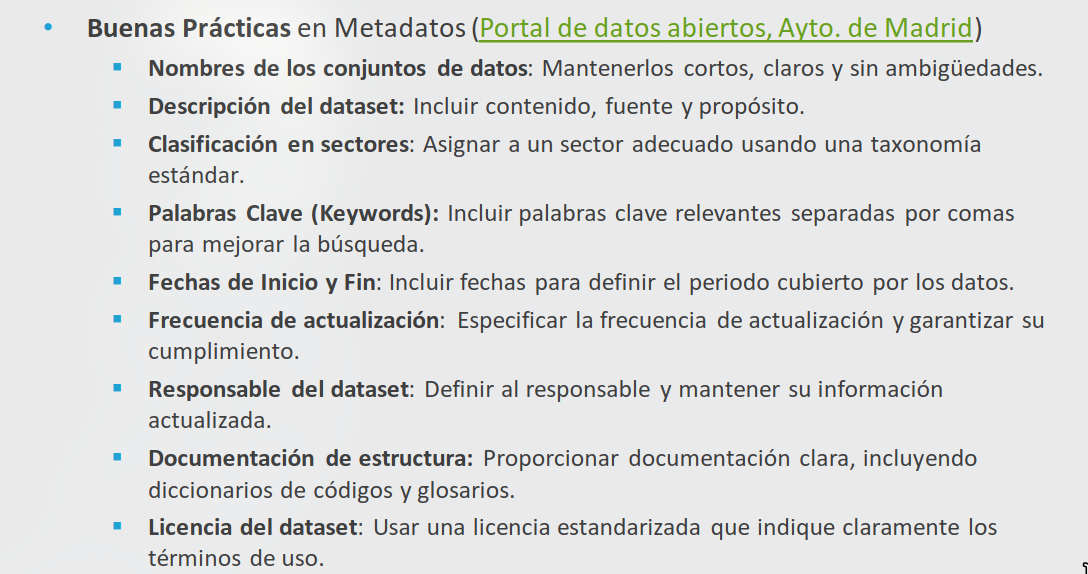 • Buenas Prácticas en Metadatos (Portal de datos abiertos, Ayto. de Madrid)
▪ Nombres de los conjuntos de datos: Mantenerlos cortos, claros y sin ambigüedades.
▪ Descripción del dataset: Incluir contenido, fuente y propósito.
▪ Clasificación en sectores: Asignar a un sector adecuado usando una taxonomía
estándar.
▪ Palabras Clave (Keywords): Incluir palabras clave relevantes separadas por comas
para mejorar la búsqueda.
▪ Fechas de Inicio y Fin: Incluir fechas para definir el periodo cubierto por los datos.
▪ Frecuencia de actualización: Especificar la frecuencia de actualización y garantizar su
cumplimiento.
▪ Responsable del dataset: Definir al responsable y mantener su información
actualizada.
▪ Documentación de estructura: Proporcionar documentación clara, incluyendo
diccionarios de códigos y glosarios.
▪ Licencia del dataset: Usar una licencia estandarizada que indique claramente los
términos de uso.